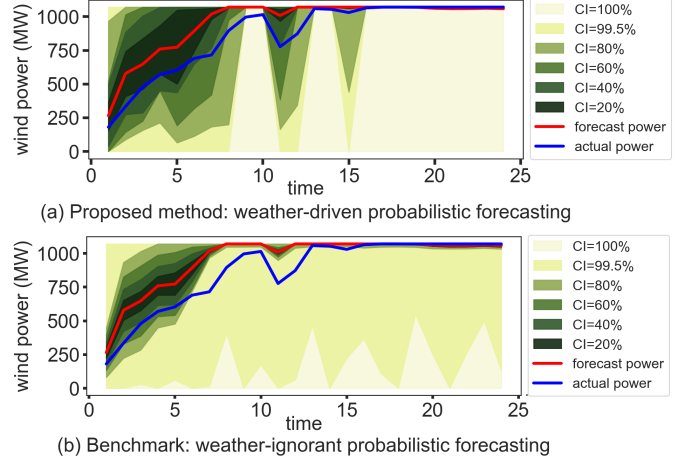 wind power (MW)
1000
750
500
250
0
0
5
10
15
20
25
time
CI=100%
CI=99.5%
CI=80%
CI=60%
CI=40%
CI=20%
forecast power
actual power
(a) Proposed method: weather-driven probabilistic forecasting
wind power (MW)
1000
750
500
250
0
0
5
10
15
20
25
time
CI=100%
CI=99.5%
CI=80%
CI=60%
CI=40%
CI=20%
forecast power
actual power
(b) Benchmark: weather-ignorant probabilistic forecasting